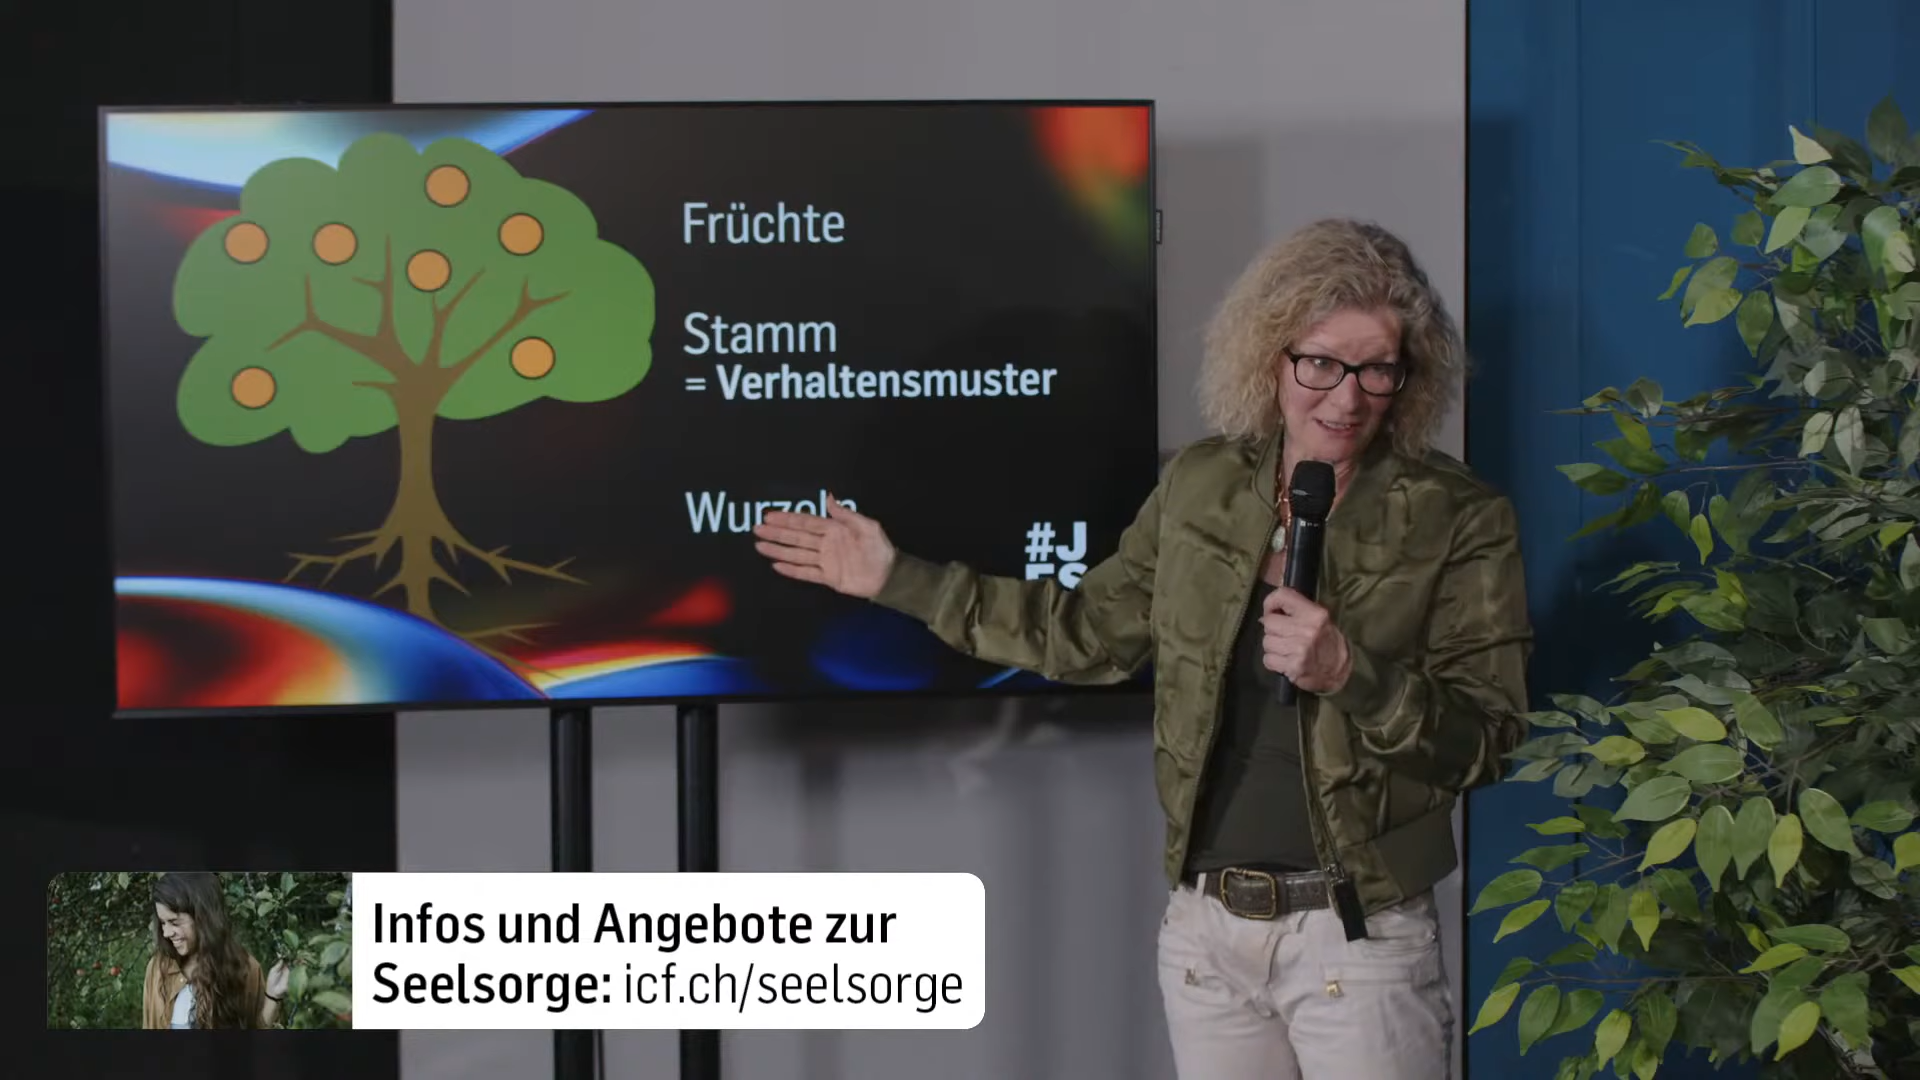 Früchte
Stamm
= Verhaltensmuster
#J
Infos und Angebote zur
Seelsorge: icf.ch/seelsorge